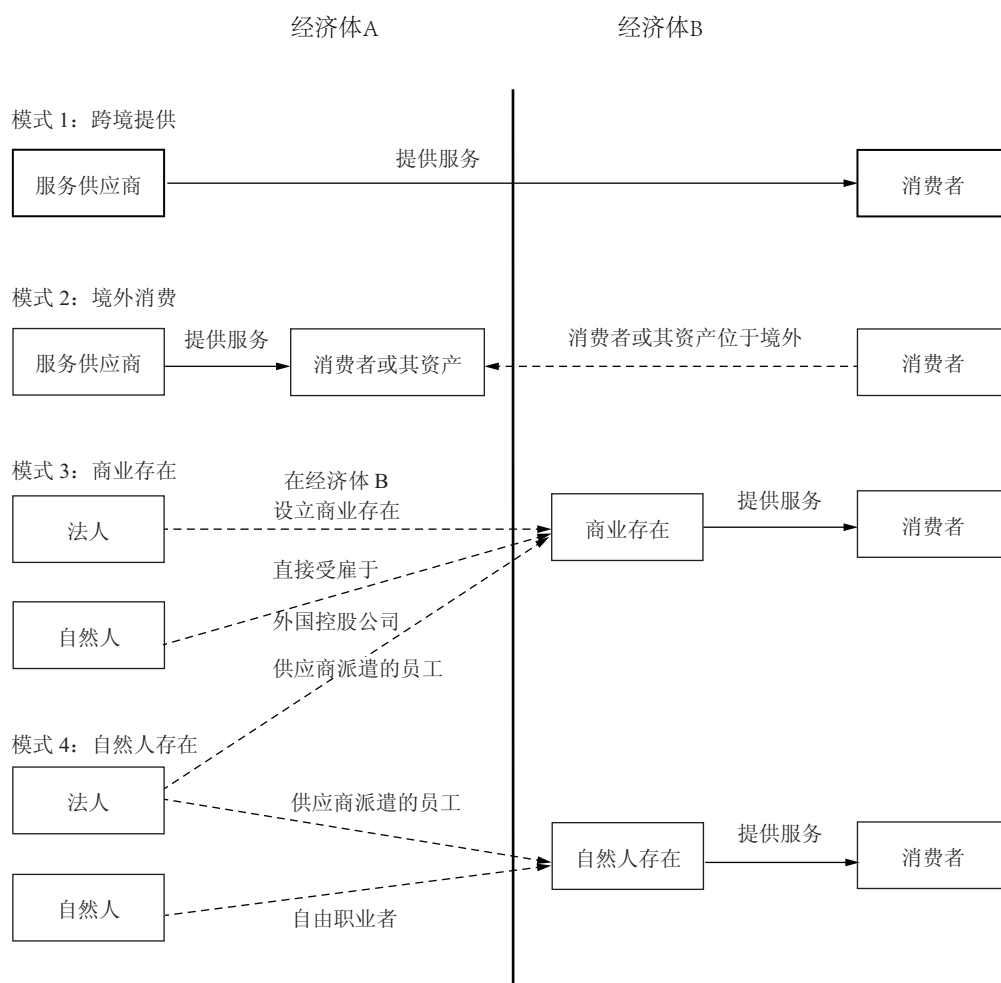 经济体A
经济体B
模式 1：跨境提供
服务供应商
提供服务
消费者
模式 2：境外消费
服务供应商
提供服务
消费者或其资产
消费者或其资产位于境外
消费者
模式 3：商业存在
法人
在经济体 B
设立商业存在
商业存在
提供服务
消费者
直接受雇于
自然人
外国控股公司
供应商派遣的员工
模式 4：自然人存在
法人
供应商派遣的员工
自然人存在
提供服务
消费者
自然人
自由职业者